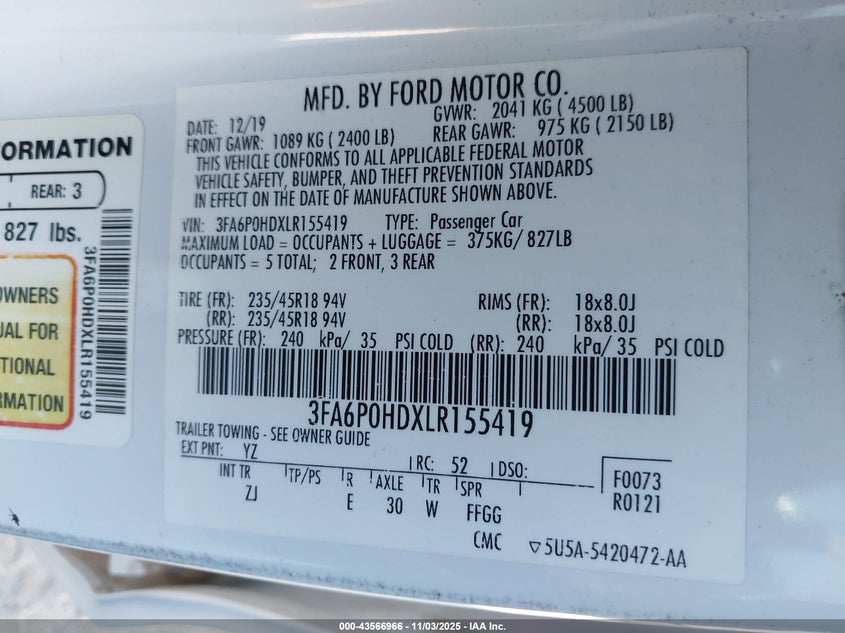 ORMATION
REAR: 3
827 lbs.
OWNERS
UAL FOR
TIONAL
RMATION
3FA6P0HDXLR155419
MFD. BY FORD MOTOR CO.
DATE: 12/19 GVWR: 2041 KG ( 4500 LB)
FRONT GAWR: 1089 KG ( 2400 LB) REAR GAWR: 975 KG ( 2150 LB)
THIS VEHICLE CONFORMS TO ALL APPLICABLE FEDERAL MOTOR
VEHICLE SAFETY, BUMPER, AND THEFT PREVENTION STANDARDS
IN EFFECT ON THE DATE OF MANUFACTURE SHOWN ABOVE.
VIN: 3FA6P0HDXLR155419 TYPE: Passenger Car
MAXIMUM LOAD = OCCUPANTS + LUGGAGE = 375KG/ 827LB
OCCUPANTS = 5 TOTAL; 2 FRONT, 3 REAR
TIRE (FR): 235/45R18 94V RIMS (FR): 18x8.0J
(RR): 235/45R18 94V (RR): 18x8.0J
PRESSURE (FR): 240 kPa/ 35 PSI COLD (RR): 240 kPa/ 35 PSI COLD
3FA6P0HDXLR155419
TRAILER TOWING - SEE OWNER GUIDE
EXT PNT: YZ RC: 52 DSO:
INT TR TP/PS R AXLE TR SPR
ZJ E 30 W FFGG
F0073
R0121
CMC ▽5U5A-5420472-AA
000-43566966 - 11/03/2025 - IAA Inc.